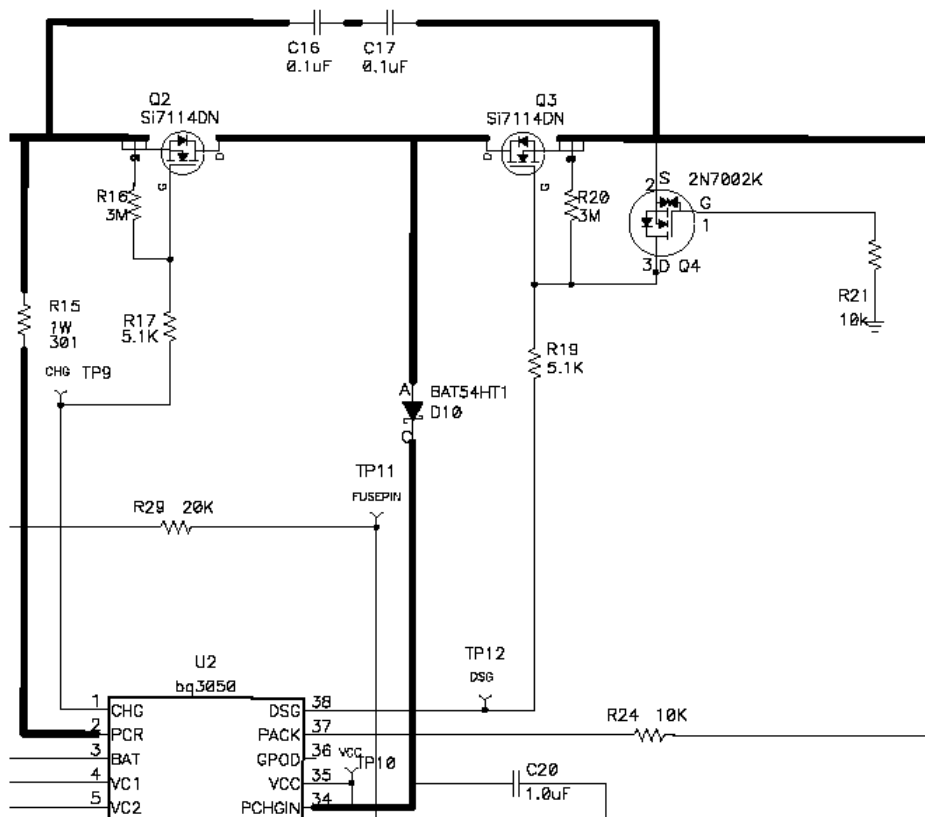 C16 C17
0.1uF 0.1uF
Q2 Q3
Si7114DN Si7114DN
S D D S
G G
R16
3M
R20
3M
2 S 2N7002K
G
1
3 D Q4
R21
10k
R15
1W
301
R17
5.1K
R19
5.1K
CHG TP9
A BAT54HT1
D10
C
TP11
FUSEPIN
R29 20K
TP12
DSG
U2
bq3050
1 CHG DSG 38
2 PCR PACK 37
R24 10K
3 BAT GPOD 36
VCC
TP10
4 VC1 VCC 35
5 VC2 PCHGIN 34
C20
1.0uF